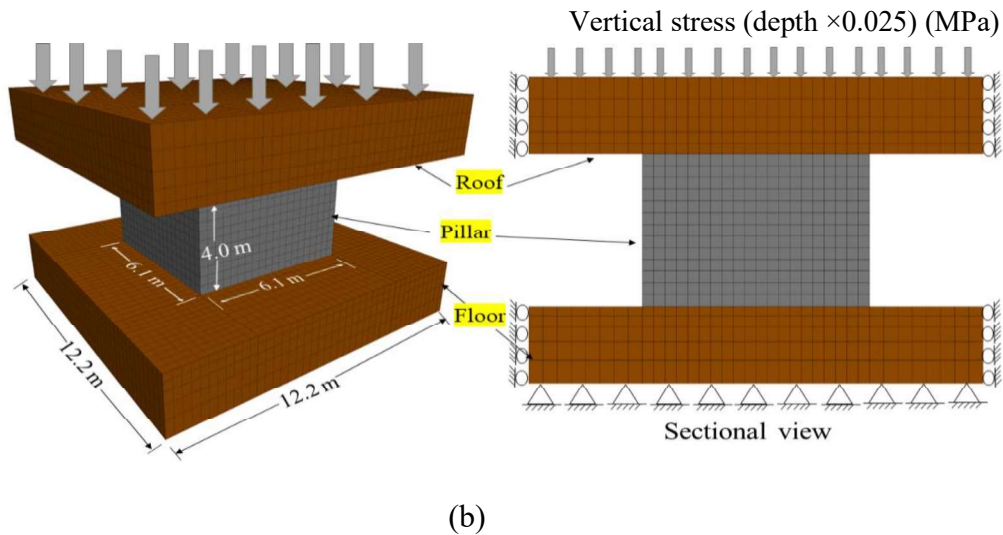 Vertical stress (depth ×0.025) (MPa)
Roof
Pillar
4.0 m
6.1 m
6.1 m
Floor
12.2 m
12.2 m
Sectional view
(b)